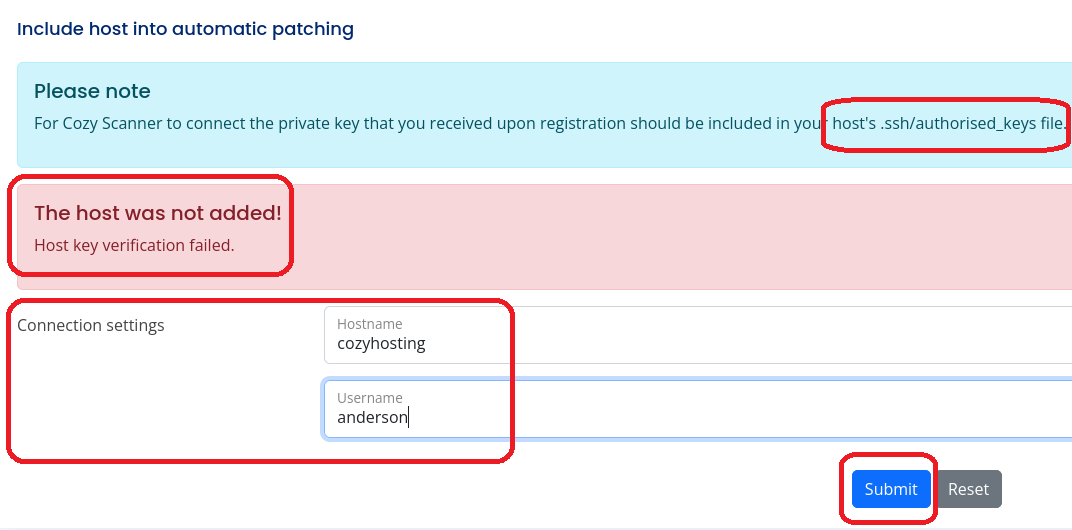 Include host into automatic patching
Please note
For Cozy Scanner to connect the private key that you received upon registration should be included in your host's .ssh/authorised_keys file.
The host was not added!
Host key verification failed.
Connection settings
Hostname
cozyhosting
Username
anderson
Submit
Reset